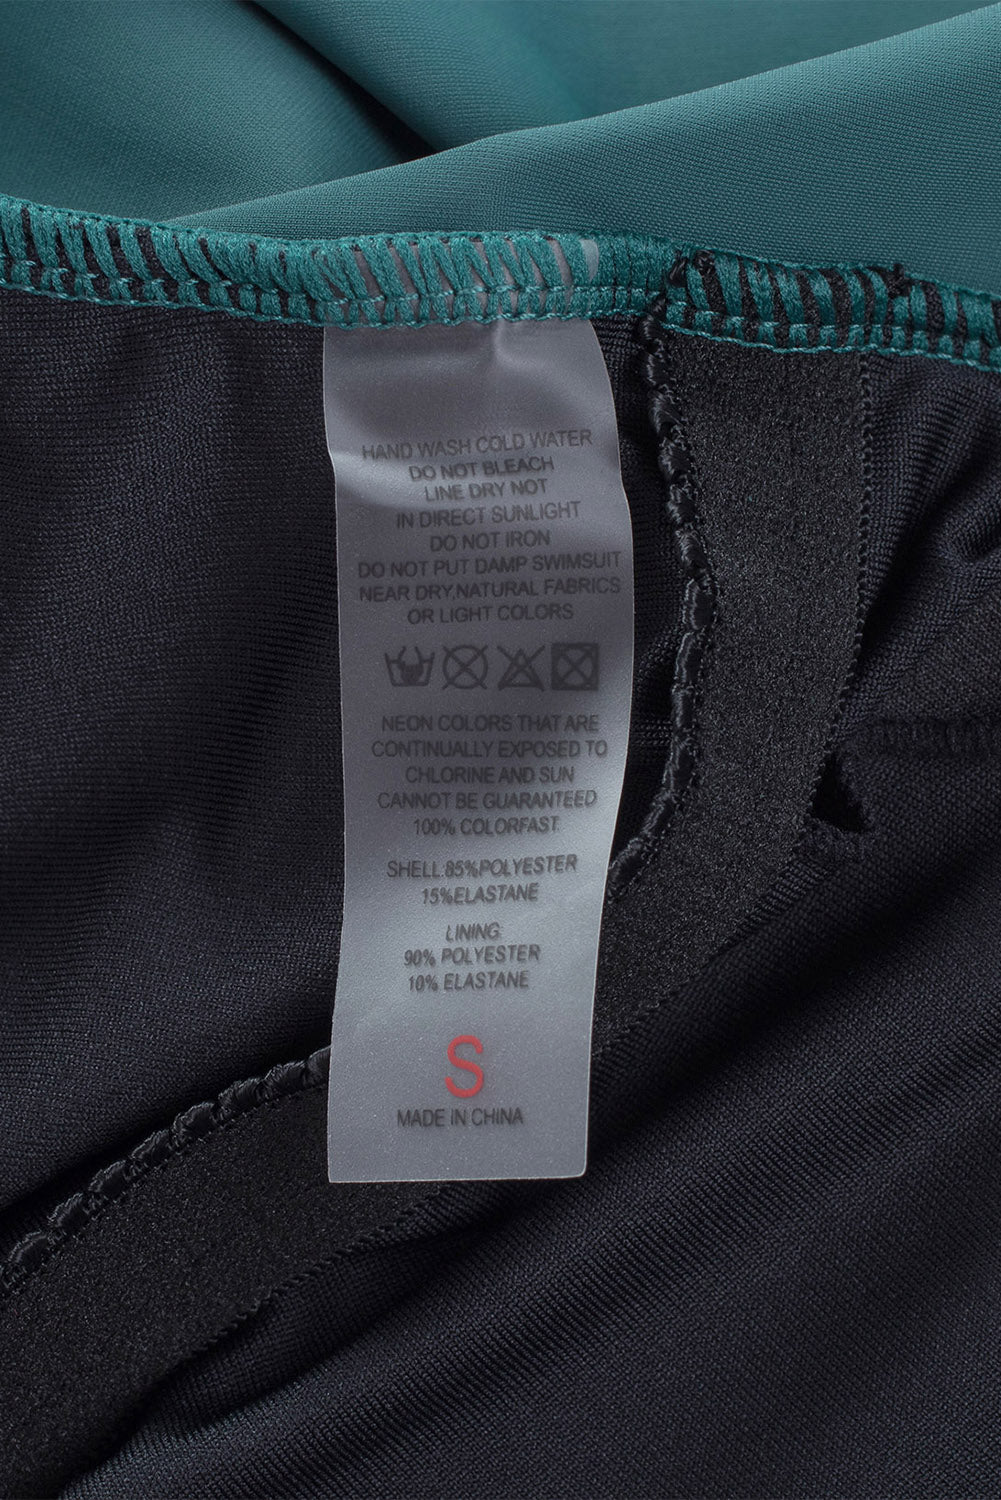 HAND WASH COLD WATER
DO NOT BLEACH
LINE DRY NOT
IN DIRECT SUNLIGHT
DO NOT IRON
DO NOT PUT DAMP SWIMSUIT
NEAR DRY,NATURAL FABRICS
OR LIGHT COLORS
NEON COLORS THAT ARE
CONTINUALLY EXPOSED TO
CHLORINE AND SUN
CANNOT BE GUARANTEED
100% COLORFAST
SHELL:85%POLYESTER
15%ELASTANE
LINING:
90% POLYESTER
10% ELASTANE
S
MADE IN CHINA